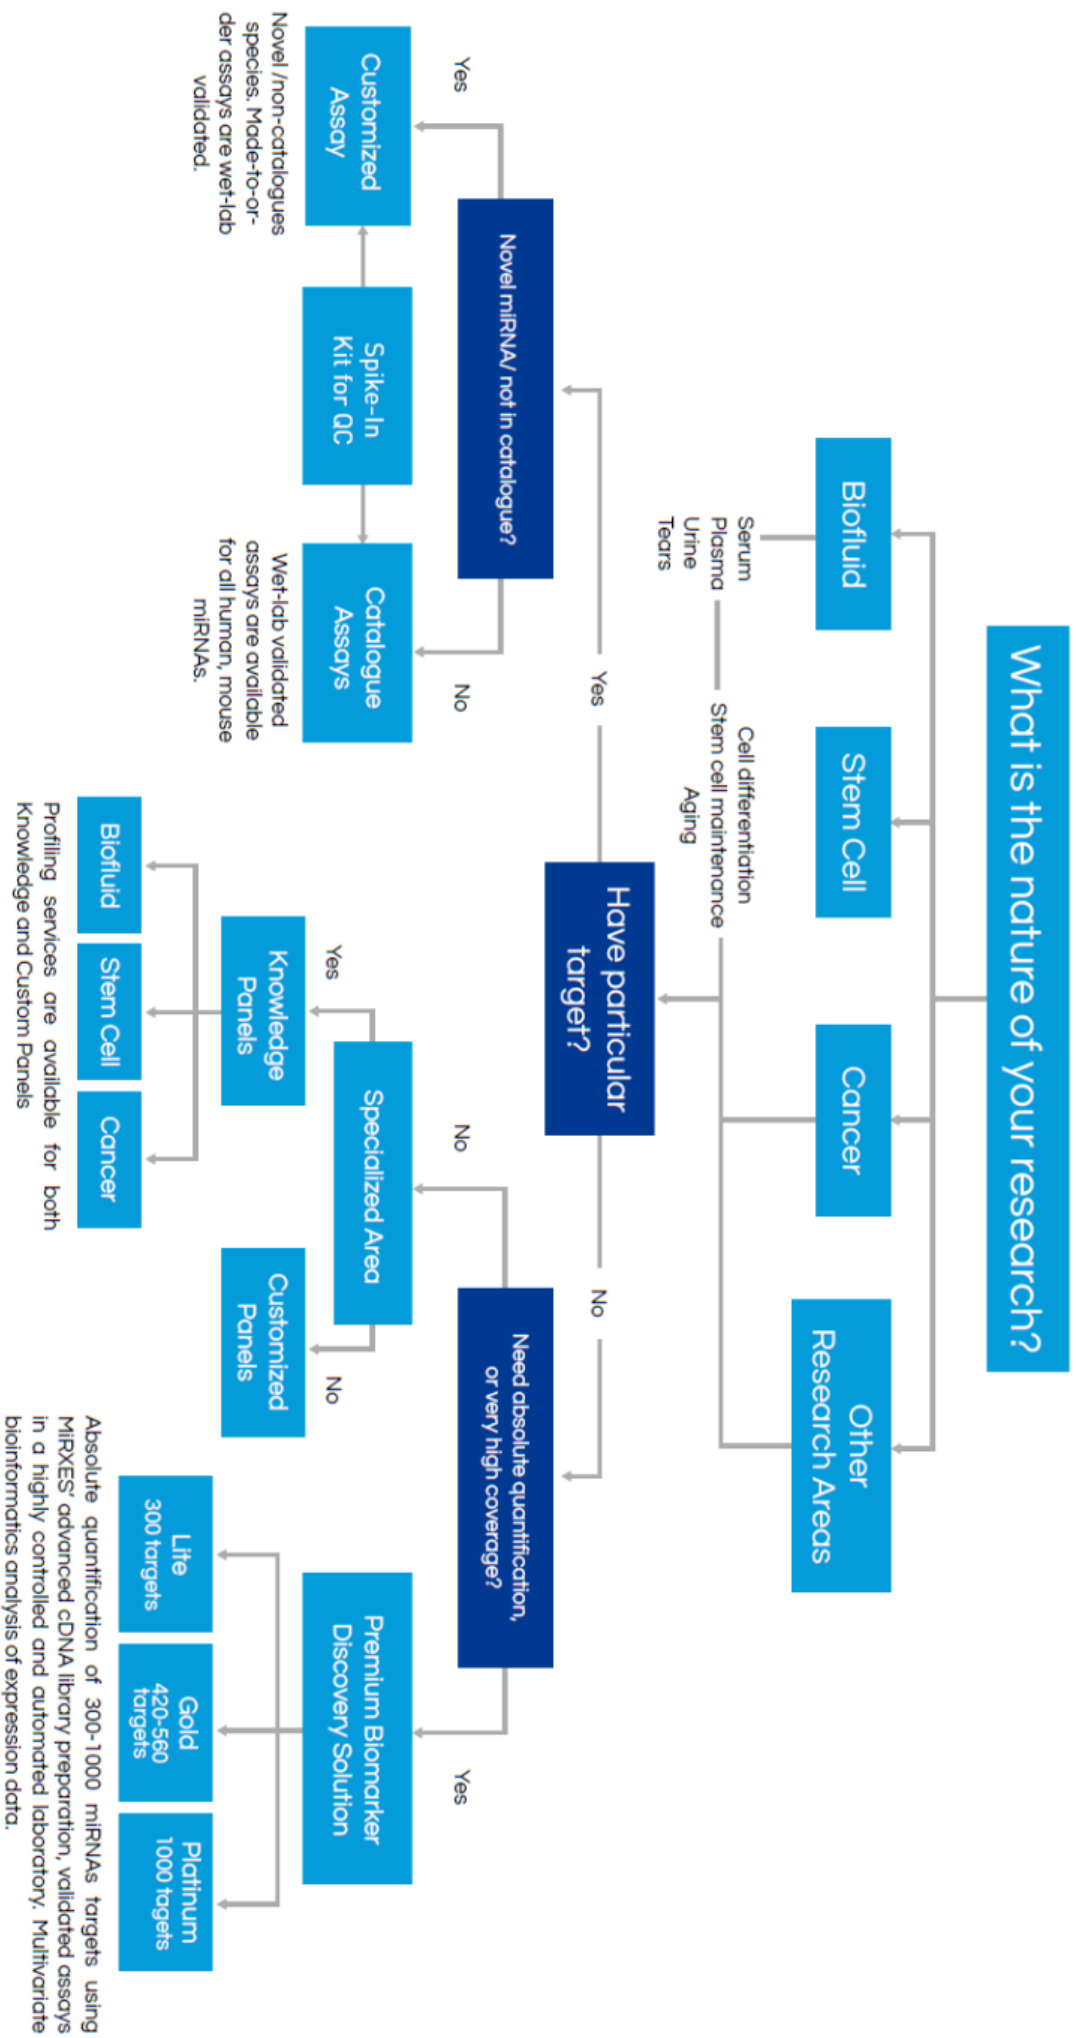 What is the nature of your research?
Biofluid
Stem Cell
Cancer
Other
Research Areas
Serum
Plasma
Urine
Tears
Cell differentiation
Stem cell maintenance
Aging
Have particular
target?
Yes
No
Novel miRNA/ not in catalogue?
Need absolute quantification,
or very high coverage?
Yes
No
No
Yes
Customized
Assay
Spike-In
Kit for QC
Catalogue
Assays
Specialized Area
Premium Biomarker
Discovery Solution
Novel /non-catalogues
species. Made-to-or-
der assays are wet-lab
validated.
Wet-lab validated
assays are available
for all human, mouse
miRNAs.
Yes
No
Knowledge
Panels
Customized
Panels
Lite
300 targets
Gold
420-560
targets
Platinum
1000 tagets
Biofluid
Stem Cell
Cancer
Profiling services are available for both
Knowledge and Custom Panels
Absolute quantification of 300-1000 miRNAs targets using
MiRXES' advanced cDNA library preparation, validated assays
in a highly controlled and automated laboratory. Multivariate
bioinformatics analysis of expression data.